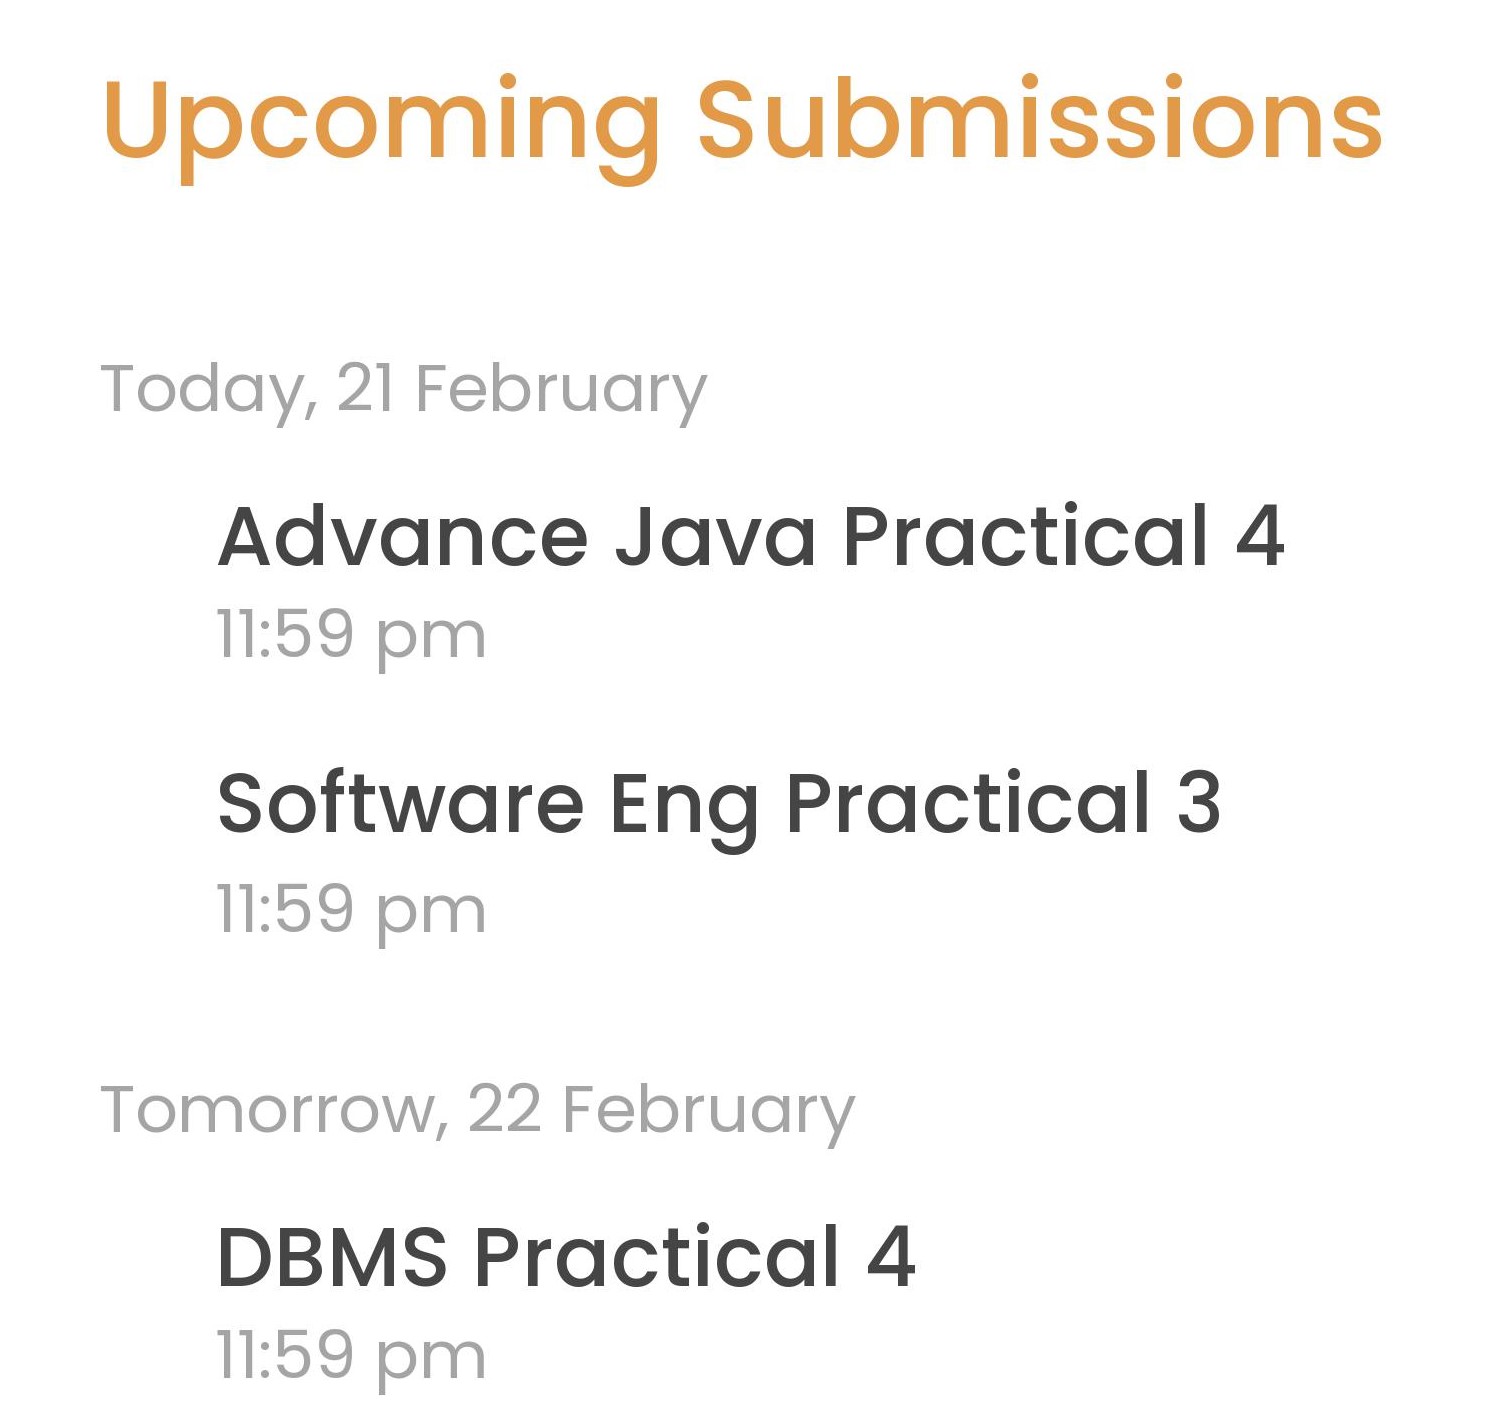 Upcoming Submissions
Today, 21 February
Advance Java Practical 4
11:59 pm
Software Eng Practical 3
11:59 pm
Tomorrow, 22 February
DBMS Practical 4
11:59 pm